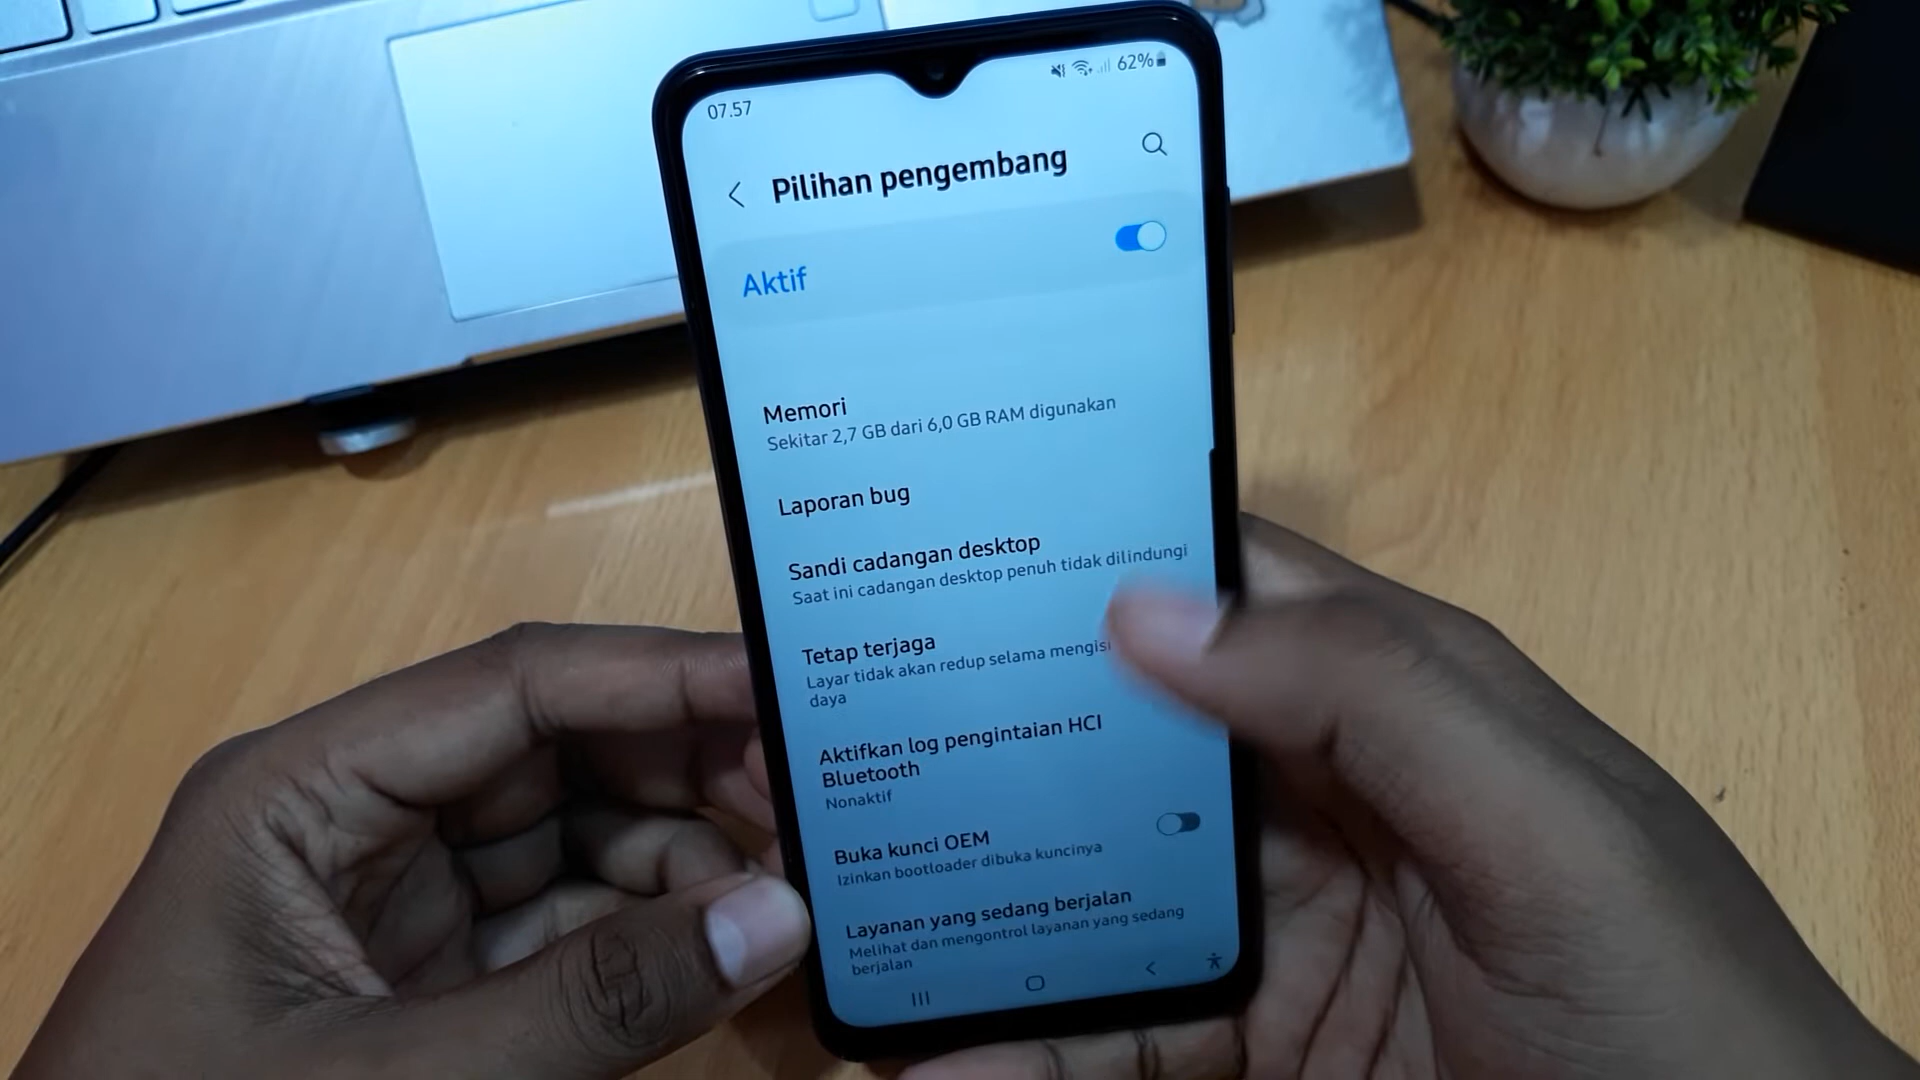 07.57
62%
Pilihan pengembang
Aktif
Memori
Sekitar 2,7 GB dari 6,0 GB RAM digunakan
Laporan bug
Sandi cadangan desktop
Saat ini cadangan desktop penuh tidak dilindungi
Tetap terjaga
Layar tidak akan redup selama mengisi
daya
Aktifkan log pengintaian HCI
Bluetooth
Nonaktif
Buka kunci OEM
Izinkan bootloader dibuka kuncinya
Layanan yang sedang berjalan
Melihat dan mengontrol layanan yang sedang
berjalan